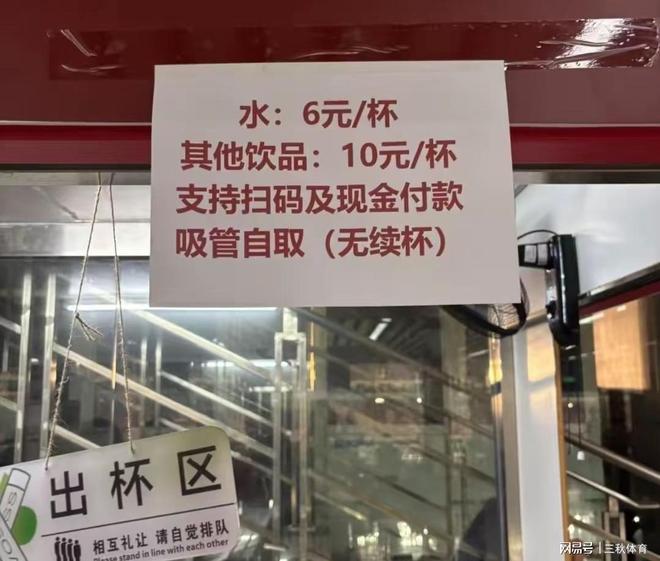 水：6元/杯
其他饮品：10元/杯
支持扫码及现金付款
吸管自取（无续杯）
出杯区
相互礼让 请自觉排队
Please stand in line with each other
网易号 | 三秋体育